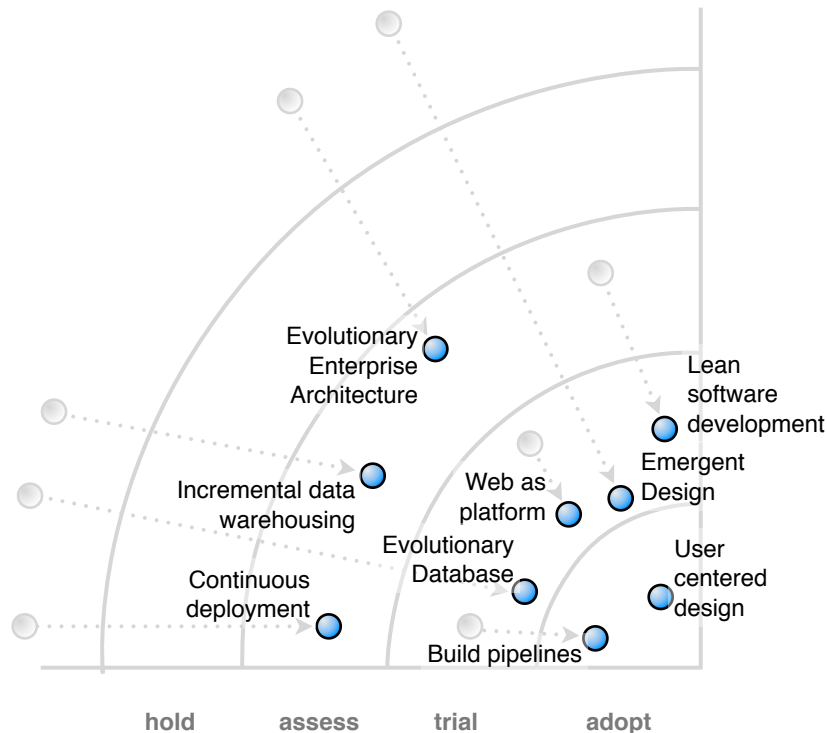 Evolutionary
Enterprise
Architecture
Lean
software
development
Emergent
Design
Web as
platform
Incremental data
warehousing
Evolutionary
Database
User
centered
design
Continuous
deployment
Build pipelines
hold
assess
trial
adopt